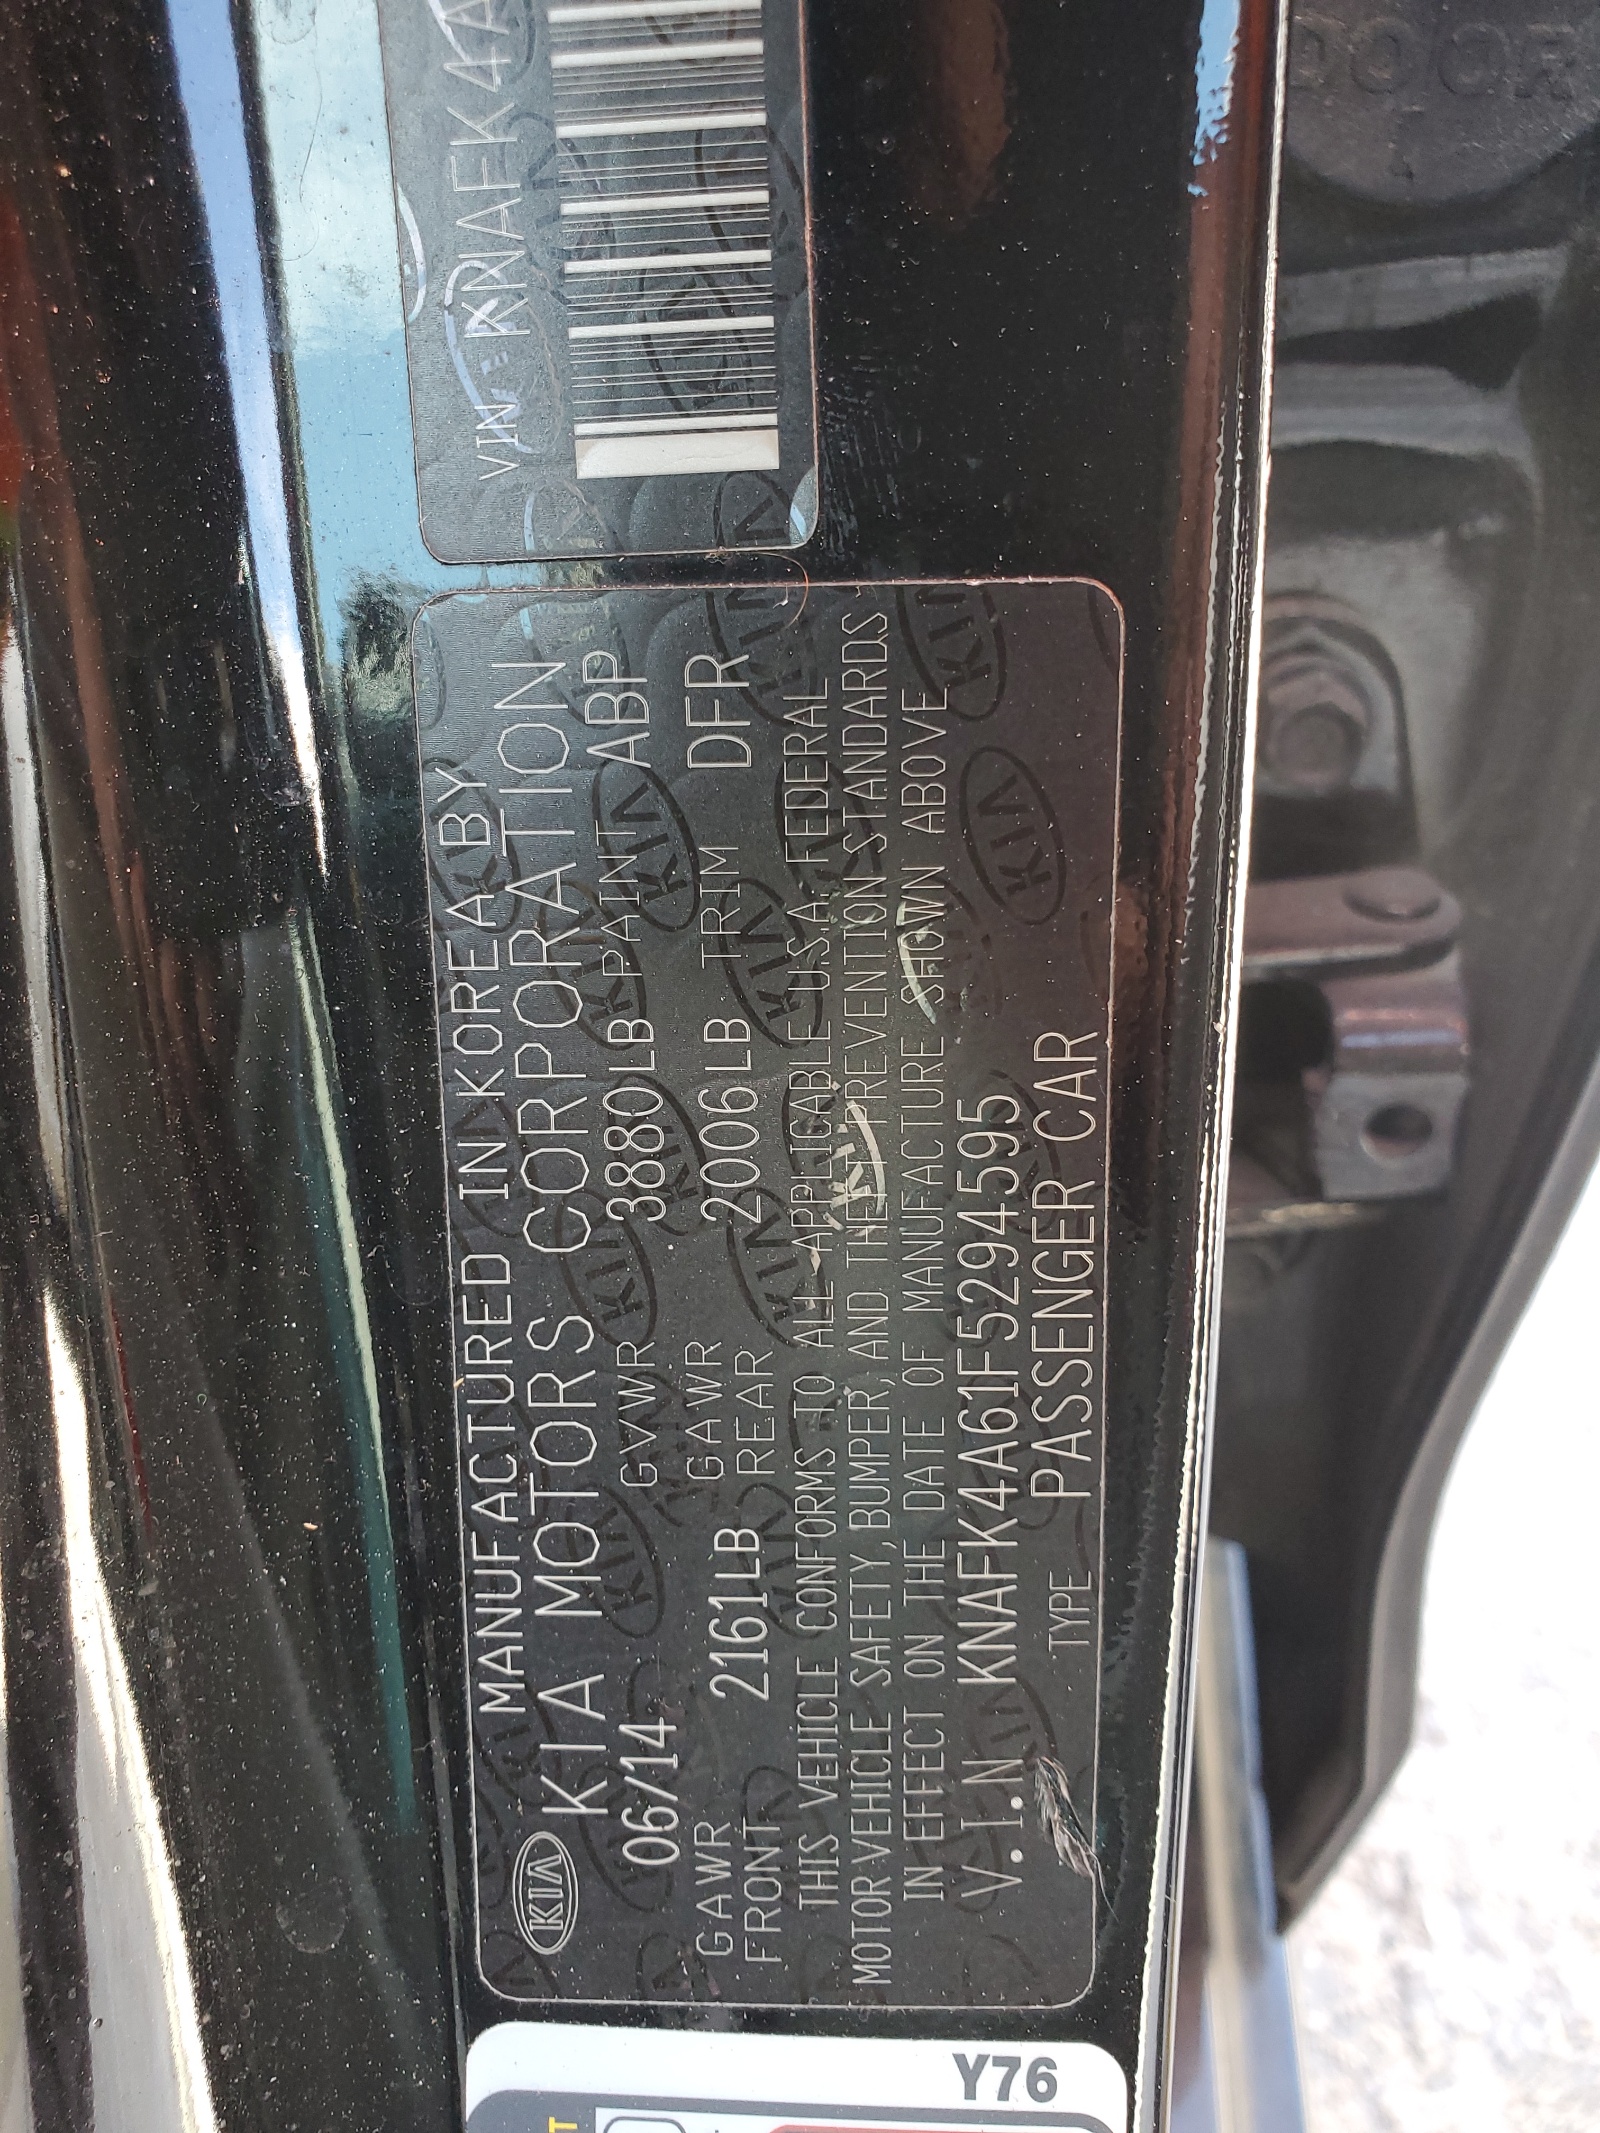 VIN: KNAFK4A
MANUFACTURED IN KOREA BY
KIA KIA MOTORS CORPORATION
06/14 GVWR 3880LB PAINT ABP
GAWR FRONT 2161LB GAWR REAR 2006LB TRIM DFR
THIS VEHICLE CONFORMS TO ALL APPLICABLE U.S.A. FEDERAL
MOTOR VEHICLE SAFETY, BUMPER, AND THEFT PREVENTION STANDARDS
IN EFFECT ON THE DATE OF MANUFACTURE SHOWN ABOVE
V.I.N KNAFK4A61F5294595
TYPE PASSENGER CAR
Y76
DOOR